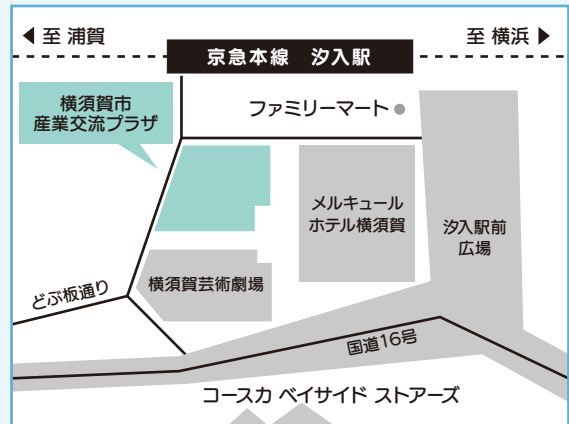 ◀ 至 浦賀
至 横浜 ▶
京急本線 汐入駅
横須賀市
産業交流プラザ
ファミリーマート
メルキュール
ホテル横須賀
汐入駅前
広場
横須賀芸術劇場
どぶ板通り
国道16号
コースカ ベイサイド ストアーズ